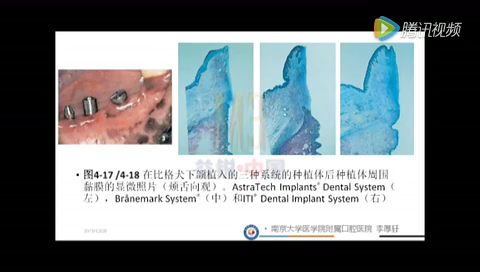 腾讯视频
• 图4-17 /4-18 在比格犬下颌植入的三种系统的种植体后种植体周围
黏膜的显微照片（颊舌向观）。AstraTech Implants® Dental System（
左），Brånemark System®（中）和ITI® Dental Implant System（右）
• 南京大学医学院附属口腔医院 李厚轩